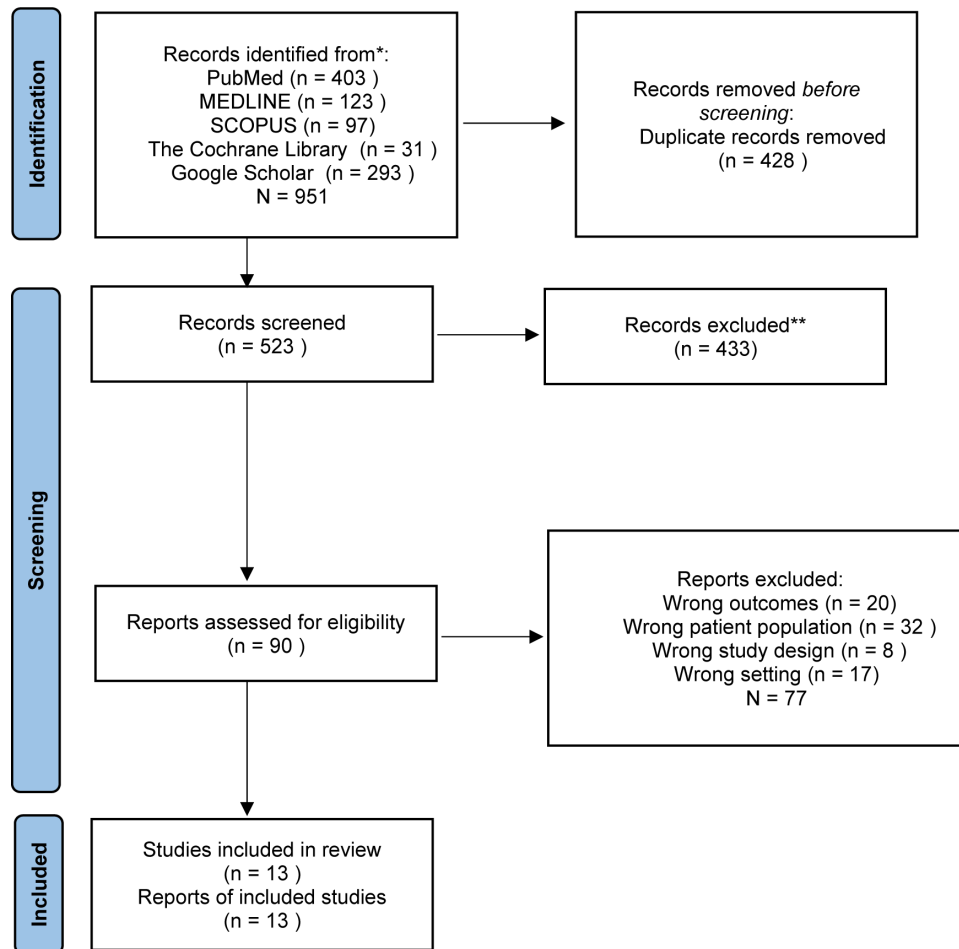 Identification
Records identified from*:
PubMed (n = 403 )
MEDLINE (n = 123 )
SCOPUS (n = 97)
The Cochrane Library (n = 31 )
Google Scholar (n = 293 )
N = 951
Records removed before
screening:
Duplicate records removed
(n = 428 )
Screening
Records screened
(n = 523 )
Records excluded**
(n = 433)
Reports assessed for eligibility
(n = 90 )
Reports excluded:
Wrong outcomes (n = 20)
Wrong patient population (n = 32 )
Wrong study design (n = 8 )
Wrong setting (n = 17)
N = 77
Included
Studies included in review
(n = 13 )
Reports of included studies
(n = 13 )